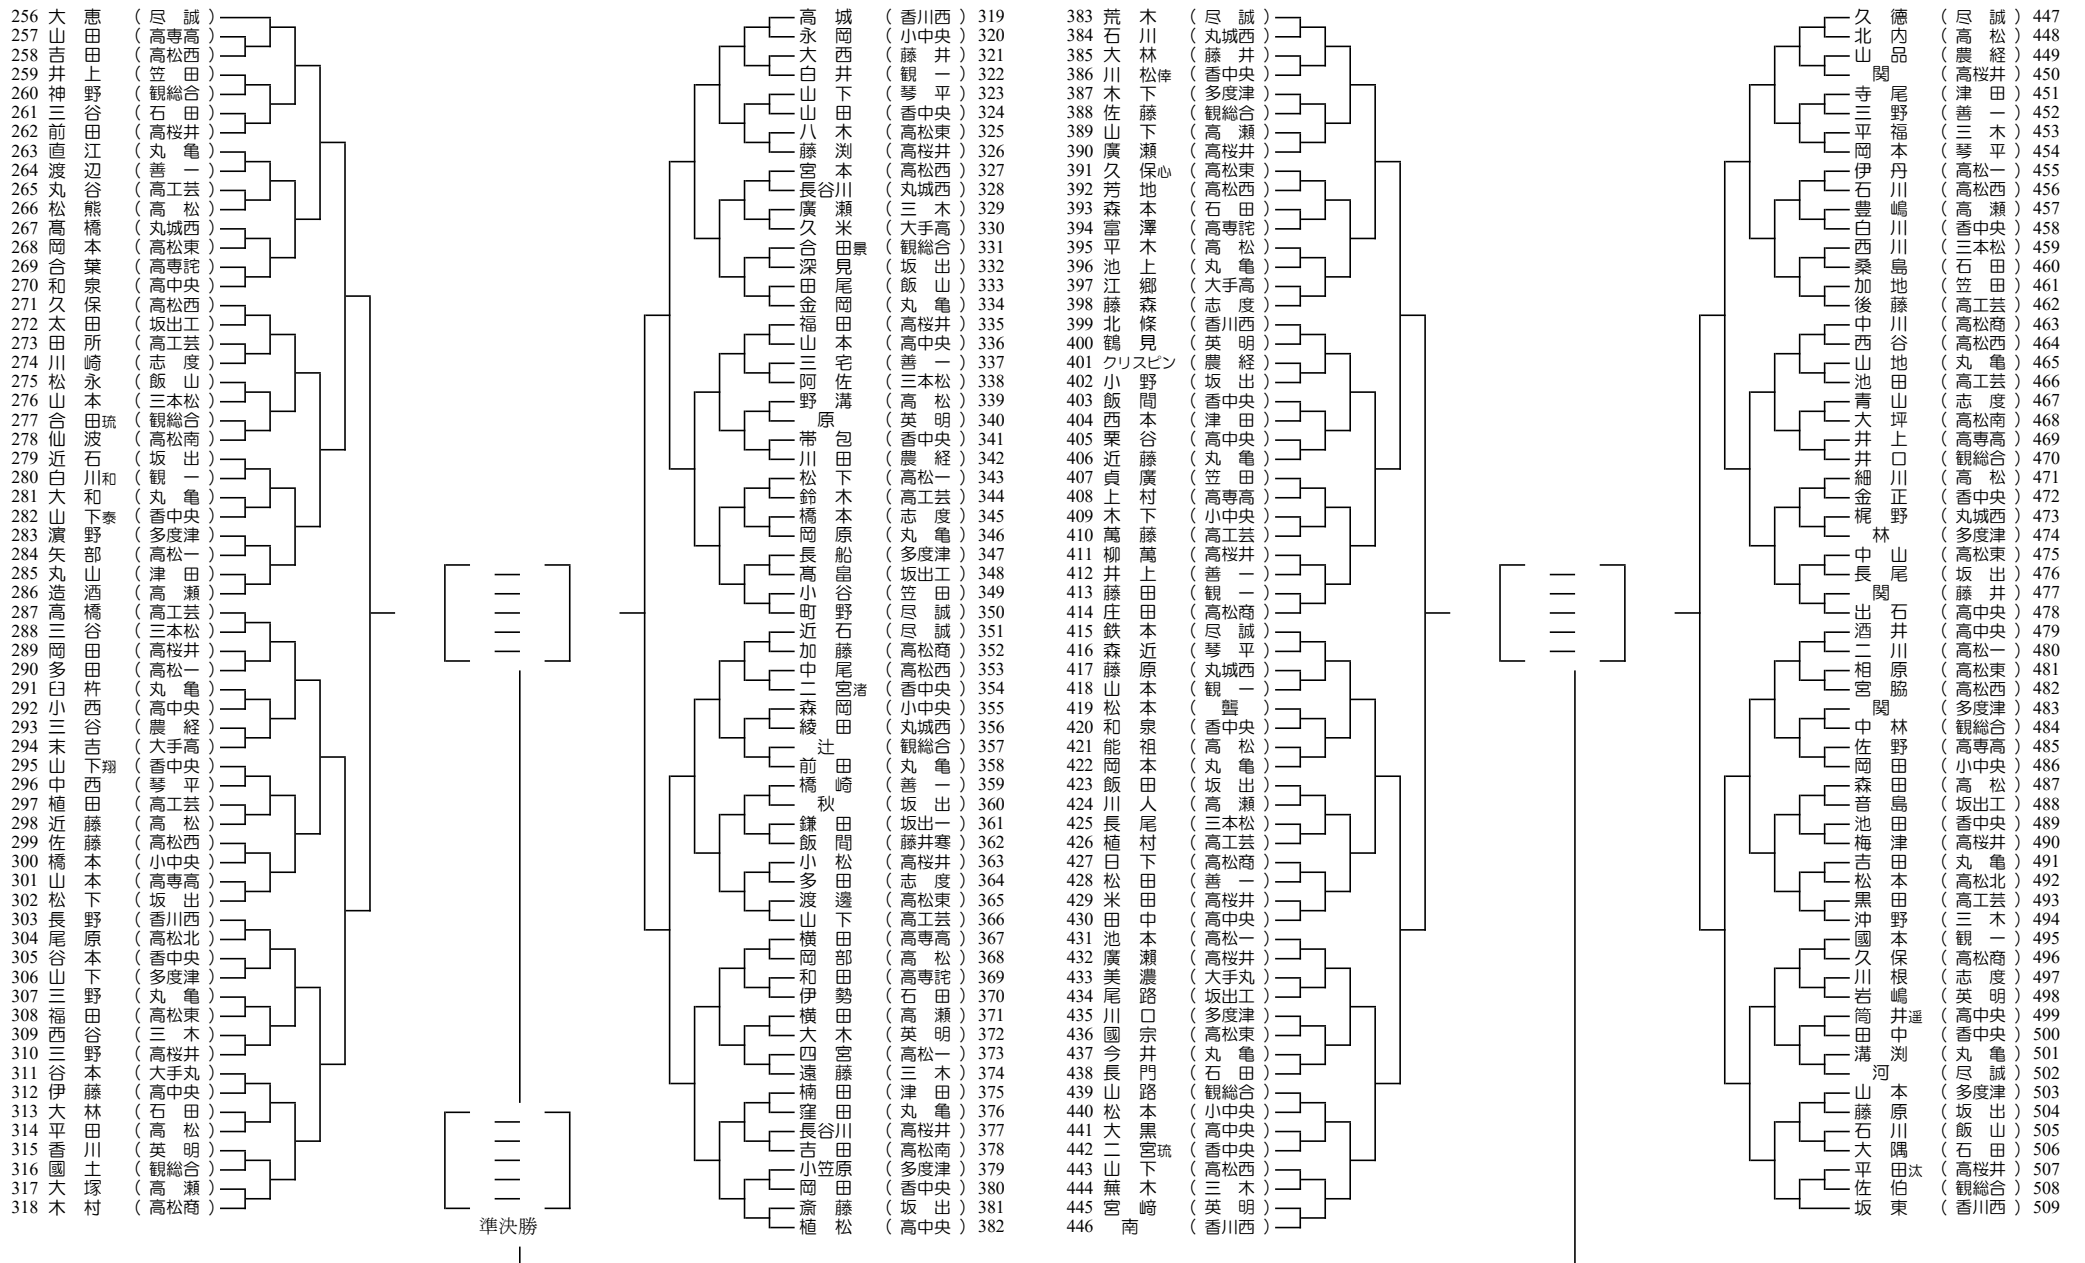 256 大 恵 ( 尽 誠 )
257 山 田 ( 高専高 )
258 吉 田 ( 高松西 )
259 井 上 ( 笠 田 )
260 神 野 ( 観総合 )
261 三 谷 ( 石 田 )
262 前 田 ( 高桜井 )
263 直 江 ( 丸 亀 )
264 渡 辺 ( 善 一 )
265 丸 谷 ( 高工芸 )
266 松 熊 ( 高 松 )
267 髙 橋 ( 丸城西 )
268 岡 本 ( 高松東 )
269 合 葉 ( 高専詫 )
270 和 泉 ( 高中央 )
271 久 保 ( 高松西 )
272 太 田 ( 坂出工 )
273 田 所 ( 高工芸 )
274 川 崎 ( 志 度 )
275 松 永 ( 飯 山 )
276 山 本 ( 三本松 )
277 合 田琉 ( 観総合 )
278 仙 波 ( 高松南 )
279 近 石 ( 坂 出 )
280 白 川和 ( 観 一 )
281 大 和 ( 丸 亀 )
282 山 下泰 ( 香中央 )
283 濵 野 ( 多度津 )
284 矢 部 ( 高松一 )
285 丸 山 ( 津 田 )
286 造 酒 ( 高 瀬 )
287 高 橋 ( 高工芸 )
288 三 谷 ( 三本松 )
289 岡 田 ( 高桜井 )
290 多 田 ( 高松一 )
291 臼 杵 ( 丸 亀 )
292 小 西 ( 高中央 )
293 三 谷 ( 農 経 )
294 末 吉 ( 大手高 )
295 山 下翔 ( 香中央 )
296 中 西 ( 琴 平 )
297 植 田 ( 高工芸 )
298 近 藤 ( 高 松 )
299 佐 藤 ( 高松西 )
300 橋 本 ( 小中央 )
301 山 本 ( 高専高 )
302 松 下 ( 坂 出 )
303 長 野 ( 香川西 )
304 尾 原 ( 高松北 )
305 谷 本 ( 香中央 )
306 山 下 ( 多度津 )
307 三 野 ( 丸 亀 )
308 福 田 ( 高松東 )
309 西 谷 ( 三 木 )
310 三 野 ( 高桜井 )
311 谷 本 ( 大手丸 )
312 伊 藤 ( 高中央 )
313 大 林 ( 石 田 )
314 平 田 ( 高 松 )
315 香 川 ( 英 明 )
316 國 土 ( 観総合 )
317 大 塚 ( 高 瀬 )
318 木 村 ( 高松商 )
準決勝
高 城 ( 香川西 ) 319
永 岡 ( 小中央 ) 320
大 西 ( 藤 井 ) 321
白 井 ( 観 一 ) 322
山 下 ( 琴 平 ) 323
山 田 ( 香中央 ) 324
八 木 ( 高松東 ) 325
藤 渕 ( 高桜井 ) 326
宮 本 ( 高松西 ) 327
長谷川 ( 丸城西 ) 328
廣 瀬 ( 三 木 ) 329
久 米 ( 大手高 ) 330
合 田景 ( 観総合 ) 331
深 見 ( 坂 出 ) 332
田 尾 ( 飯 山 ) 333
金 岡 ( 丸 亀 ) 334
福 田 ( 高桜井 ) 335
山 本 ( 高中央 ) 336
三 宅 ( 善 一 ) 337
阿 佐 ( 三本松 ) 338
野 溝 ( 高 松 ) 339
原 ( 英 明 ) 340
帯 包 ( 香中央 ) 341
川 田 ( 農 経 ) 342
松 下 ( 高松一 ) 343
鈴 木 ( 高工芸 ) 344
橋 本 ( 志 度 ) 345
岡 原 ( 丸 亀 ) 346
長 船 ( 多度津 ) 347
髙 畠 ( 坂出工 ) 348
小 谷 ( 笠 田 ) 349
町 野 ( 尽 誠 ) 350
近 石 ( 尽 誠 ) 351
加 藤 ( 高松商 ) 352
中 尾 ( 高松西 ) 353
二 宮渚 ( 香中央 ) 354
森 岡 ( 小中央 ) 355
綾 田 ( 丸城西 ) 356
辻 ( 観総合 ) 357
前 田 ( 丸 亀 ) 358
橋 崎 ( 善 一 ) 359
秋 ( 坂 出 ) 360
鎌 田 ( 坂出一 ) 361
飯 間 ( 藤井寒 ) 362
小 松 ( 高桜井 ) 363
多 田 ( 志 度 ) 364
渡 邊 ( 高松東 ) 365
山 下 ( 高工芸 ) 366
横 田 ( 高専高 ) 367
岡 部 ( 高 松 ) 368
和 田 ( 高専詫 ) 369
伊 勢 ( 石 田 ) 370
横 田 ( 高 瀬 ) 371
大 木 ( 英 明 ) 372
四 宮 ( 高松一 ) 373
遠 藤 ( 三 木 ) 374
楠 田 ( 津 田 ) 375
窪 田 ( 丸 亀 ) 376
長谷川 ( 高桜井 ) 377
吉 田 ( 高松南 ) 378
小笠原 ( 多度津 ) 379
岡 田 ( 香中央 ) 380
斎 藤 ( 坂 出 ) 381
植 松 ( 高中央 ) 382
383 荒 木 ( 尽 誠 )
384 石 川 ( 丸城西 )
385 大 林 ( 藤 井 )
386 川 松倖 ( 香中央 )
387 木 下 ( 多度津 )
388 佐 藤 ( 観総合 )
389 山 下 ( 高 瀬 )
390 廣 瀬 ( 高桜井 )
391 久 保心 ( 高松東 )
392 芳 地 ( 高松西 )
393 森 本 ( 石 田 )
394 富 澤 ( 高専詫 )
395 平 木 ( 高 松 )
396 池 上 ( 丸 亀 )
397 江 郷 ( 大手高 )
398 藤 森 ( 志 度 )
399 北 條 ( 香川西 )
400 鶴 見 ( 英 明 )
401 クリスピン ( 農 経 )
402 小 野 ( 坂 出 )
403 飯 間 ( 香中央 )
404 西 本 ( 津 田 )
405 栗 谷 ( 高中央 )
406 近 藤 ( 丸 亀 )
407 貞 廣 ( 笠 田 )
408 上 村 ( 高専高 )
409 木 下 ( 小中央 )
410 萬 藤 ( 高工芸 )
411 柳 萬 ( 高桜井 )
412 井 上 ( 善 一 )
413 藤 田 ( 観 一 )
414 庄 田 ( 高松商 )
415 鉄 本 ( 尽 誠 )
416 森 近 ( 琴 平 )
417 藤 原 ( 丸城西 )
418 山 本 ( 観 一 )
419 松 本 ( 聾 )
420 和 泉 ( 香中央 )
421 能 祖 ( 高 松 )
422 岡 本 ( 丸 亀 )
423 飯 田 ( 坂 出 )
424 川 人 ( 高 瀬 )
425 長 尾 ( 三本松 )
426 植 村 ( 高工芸 )
427 日 下 ( 高松商 )
428 松 田 ( 善 一 )
429 米 田 ( 高桜井 )
430 田 中 ( 高中央 )
431 池 本 ( 高松一 )
432 廣 瀬 ( 高桜井 )
433 美 濃 ( 大手丸 )
434 尾 路 ( 坂出工 )
435 川 口 ( 多度津 )
436 國 宗 ( 高松東 )
437 今 井 ( 丸 亀 )
438 長 門 ( 石 田 )
439 山 路 ( 観総合 )
440 松 本 ( 小中央 )
441 大 黒 ( 高中央 )
442 二 宮琉 ( 香中央 )
443 山 下 ( 高松西 )
444 蕪 木 ( 三 木 )
445 宮 﨑 ( 英 明 )
446 南 ( 香川西 )
久 德 ( 尽 誠 ) 447
北 内 ( 高 松 ) 448
山 品 ( 農 経 ) 449
関 ( 高桜井 ) 450
寺 尾 ( 津 田 ) 451
三 野 ( 善 一 ) 452
平 福 ( 三 木 ) 453
岡 本 ( 琴 平 ) 454
伊 丹 ( 高松一 ) 455
石 川 ( 高松西 ) 456
豊 嶋 ( 高 瀬 ) 457
白 川 ( 香中央 ) 458
西 川 ( 三本松 ) 459
桑 島 ( 石 田 ) 460
加 地 ( 笠 田 ) 461
後 藤 ( 高工芸 ) 462
中 川 ( 高松商 ) 463
西 谷 ( 高松西 ) 464
山 地 ( 丸 亀 ) 465
池 田 ( 高工芸 ) 466
青 山 ( 志 度 ) 467
大 坪 ( 高松南 ) 468
井 上 ( 高専高 ) 469
井 口 ( 観総合 ) 470
細 川 ( 高 松 ) 471
金 正 ( 香中央 ) 472
梶 野 ( 丸城西 ) 473
林 ( 多度津 ) 474
中 山 ( 高松東 ) 475
長 尾 ( 坂 出 ) 476
関 ( 藤 井 ) 477
出 石 ( 高中央 ) 478
酒 井 ( 高中央 ) 479
二 川 ( 高松一 ) 480
相 原 ( 高松東 ) 481
宮 脇 ( 高松西 ) 482
関 ( 多度津 ) 483
中 林 ( 観総合 ) 484
佐 野 ( 高専高 ) 485
岡 田 ( 小中央 ) 486
森 田 ( 高 松 ) 487
音 島 ( 坂出工 ) 488
池 田 ( 香中央 ) 489
梅 津 ( 高桜井 ) 490
吉 田 ( 丸 亀 ) 491
松 本 ( 高松北 ) 492
黒 田 ( 高工芸 ) 493
沖 野 ( 三 木 ) 494
國 本 ( 観 一 ) 495
久 保 ( 高松商 ) 496
川 根 ( 志 度 ) 497
岩 嶋 ( 英 明 ) 498
筒 井遥 ( 高中央 ) 499
田 中 ( 香中央 ) 500
溝 渕 ( 丸 亀 ) 501
河 ( 尽 誠 ) 502
山 本 ( 多度津 ) 503
藤 原 ( 坂 出 ) 504
石 川 ( 飯 山 ) 505
大 隅 ( 石 田 ) 506
平 田汰 ( 高桜井 ) 507
佐 伯 ( 観総合 ) 508
坂 東 ( 香川西 ) 509